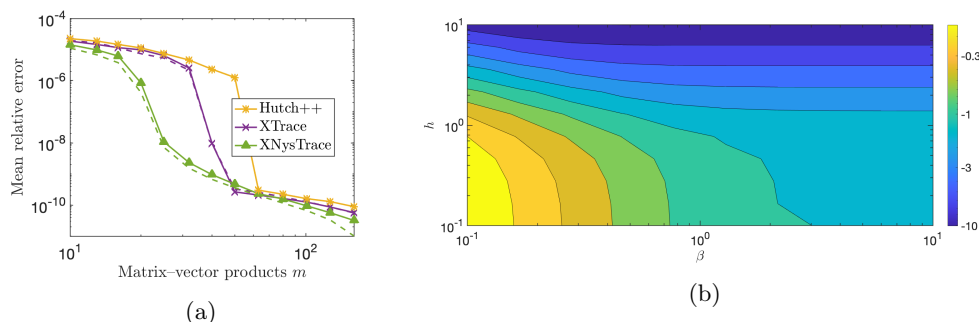 10^-4
10^-6
10^-8
10^-10
Mean relative error
Hutch++
XTrace
XNysTrace
10^1
10^2
Matrix–vector products m
(a)
10^1
10^0
10^-1
h
10^-1
10^0
10^1
β
-0.3
-1
-3
-10
(b)